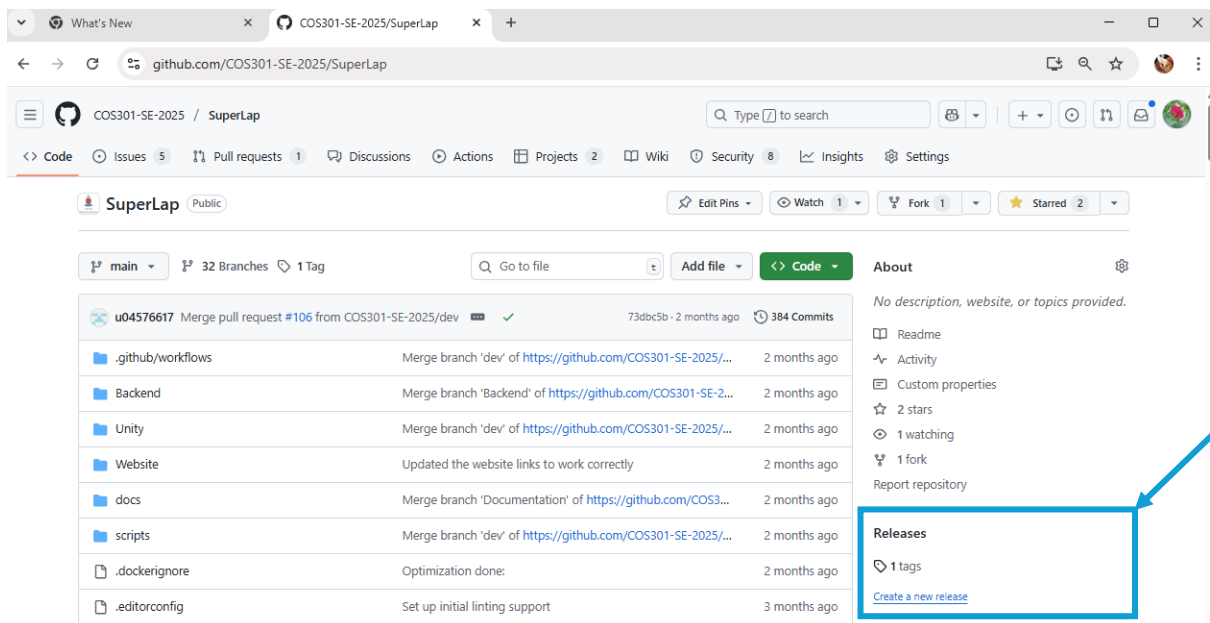 What's New
COS301-SE-2025/SuperLap
github.com/COS301-SE-2025/SuperLap
COS301-SE-2025 / SuperLap
Type / to search
Code Issues 5 Pull requests 1 Discussions Actions Projects 2 Wiki Security 8 Insights Settings
SuperLap Public
Edit Pins Watch 1 Fork 1 Starred 2
main 32 Branches 1 Tag Go to file t Add file Code
About
No description, website, or topics provided.
u04576617 Merge pull request #106 from COS301-SE-2025/dev 73dbc5b · 2 months ago 384 Commits
.github/workflows Merge branch 'dev' of https://github.com/COS301-SE-2025/... 2 months ago
Backend Merge branch 'Backend' of https://github.com/COS301-SE-2... 2 months ago
Unity Merge branch 'dev' of https://github.com/COS301-SE-2025/... 2 months ago
Website Updated the website links to work correctly 2 months ago
docs Merge branch 'Documentation' of https://github.com/COS3... 2 months ago
scripts Merge branch 'dev' of https://github.com/COS301-SE-2025/... 2 months ago
.dockerignore Optimization done: 2 months ago
.editorconfig Set up initial linting support 3 months ago
Readme
Activity
Custom properties
2 stars
1 watching
1 fork
Report repository
Releases
1 tags
Create a new release